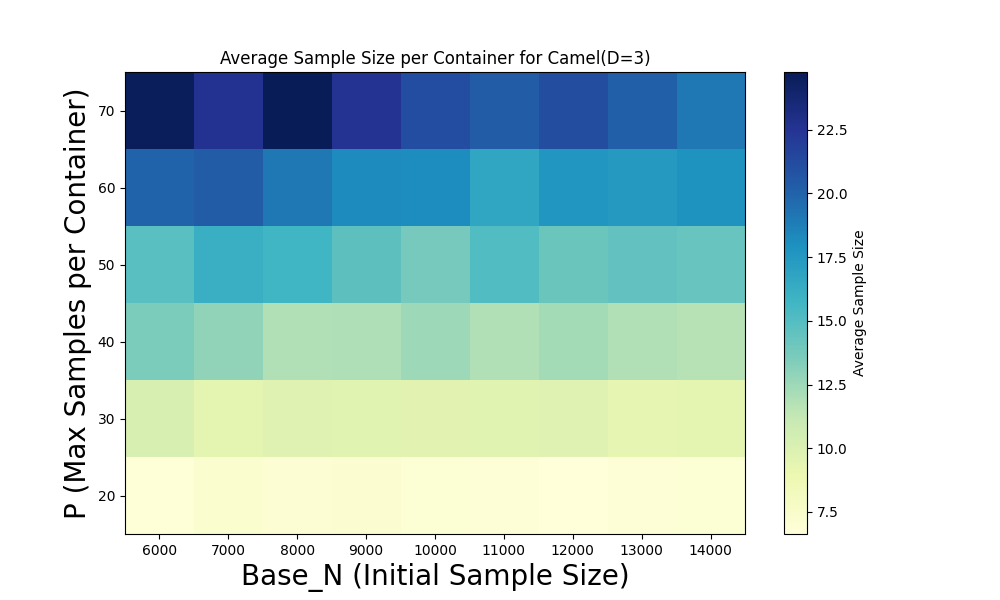 Average Sample Size per Container for Camel(D=3)
P (Max Samples per Container)
70
60
50
40
30
20
6000 7000 8000 9000 10000 11000 12000 13000 14000
Base_N (Initial Sample Size)
22.5
20.0
17.5
15.0
12.5
10.0
7.5
Average Sample Size